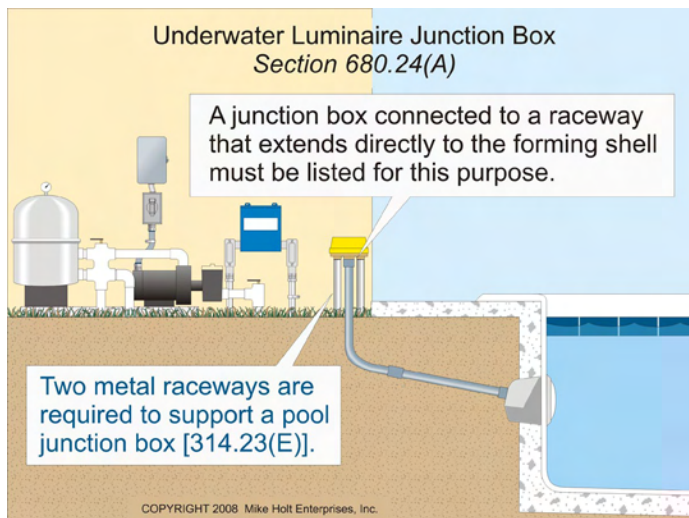 Underwater Luminaire Junction Box
Section 680.24(A)
A junction box connected to a raceway
that extends directly to the forming shell
must be listed for this purpose.
Two metal raceways are
required to support a pool
junction box [314.23(E)].
COPYRIGHT 2008 Mike Holt Enterprises, Inc.